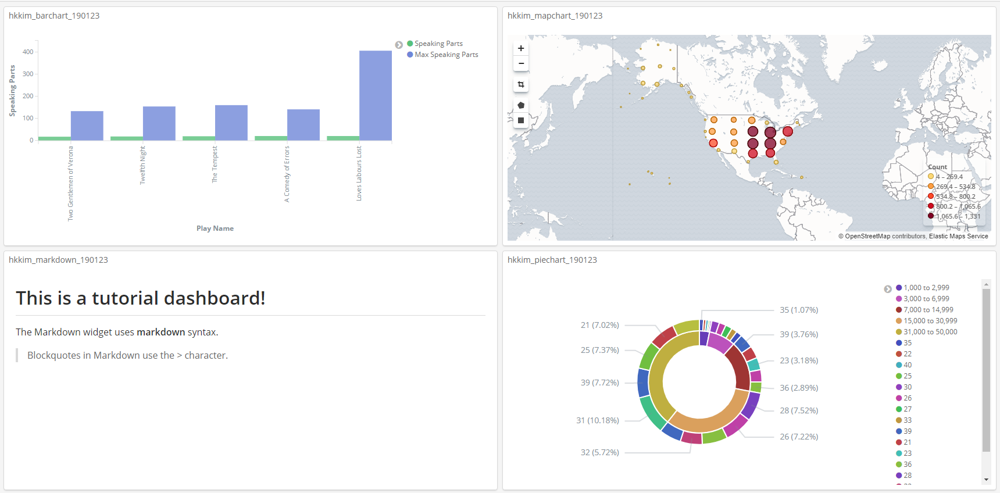 hkkim_barchart_190123
Speaking Parts
400
300
200
100
0
Two Gentlemen of Verona
Twelfth Night
The Tempest
A Comedy of Errors
Loves Labours Lost
Play Name
Speaking Parts
Max Speaking Parts
hkkim_mapchart_190123
+
−
Count
4 – 269.4
269.4 – 534.8
534.8 – 800.2
800.2 – 1,065.6
1,065.6 – 1,331
© OpenStreetMap contributors, Elastic Maps Service
hkkim_markdown_190123
This is a tutorial dashboard!
The Markdown widget uses markdown syntax.
Blockquotes in Markdown use the > character.
hkkim_piechart_190123
35 (1.07%)
39 (3.76%)
23 (3.18%)
36 (2.89%)
28 (7.52%)
26 (7.22%)
21 (7.02%)
25 (7.37%)
39 (7.72%)
31 (10.18%)
32 (5.72%)
1,000 to 2,999
3,000 to 6,999
7,000 to 14,999
15,000 to 30,999
31,000 to 50,000
35
22
40
25
30
26
27
33
39
21
23
36
28